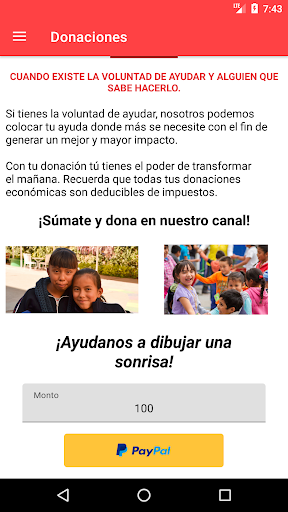 LTE 7:43
Donaciones
CUANDO EXISTE LA VOLUNTAD DE AYUDAR Y ALGUIEN QUE
SABE HACERLO.
Si tienes la voluntad de ayudar, nosotros podemos
colocar tu ayuda donde más se necesite con el fin de
generar un mejor y mayor impacto.
Con tu donación tú tienes el poder de transformar
el mañana. Recuerda que todas tus donaciones
económicas son deducibles de impuestos.
¡Súmate y dona en nuestro canal!
¡Ayudanos a dibujar una
sonrisa!
Monto
100
PayPal